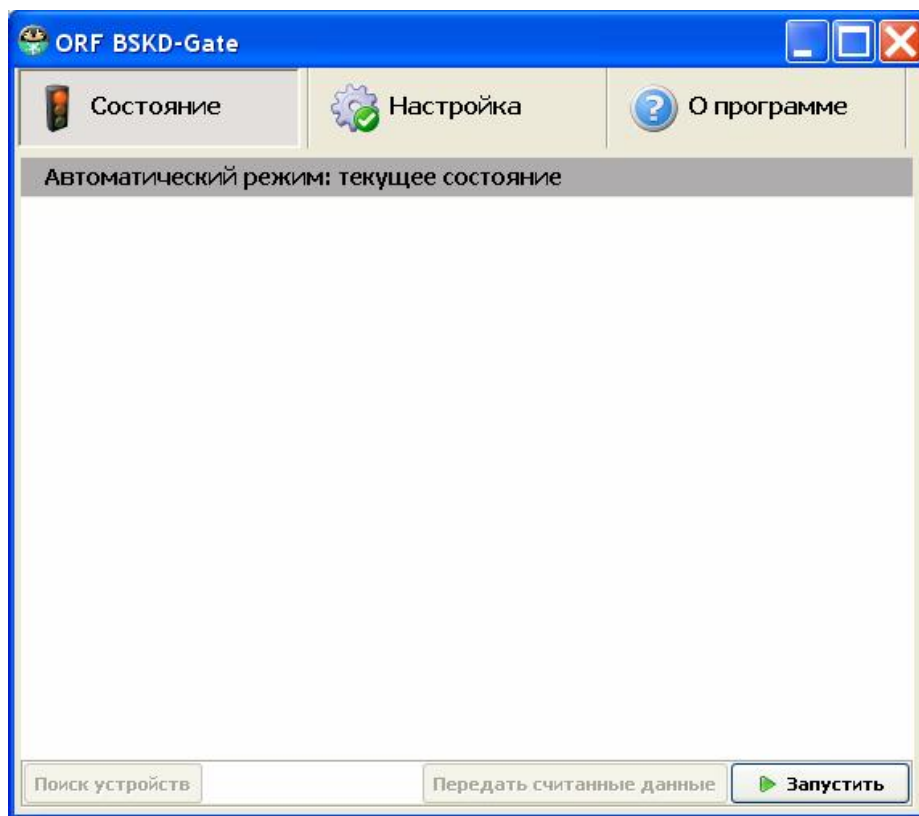 ORF BSKD-Gate
Состояние Настройка О программе
Автоматический режим: текущее состояние
Поиск устройств Передать считанные данные Запустить